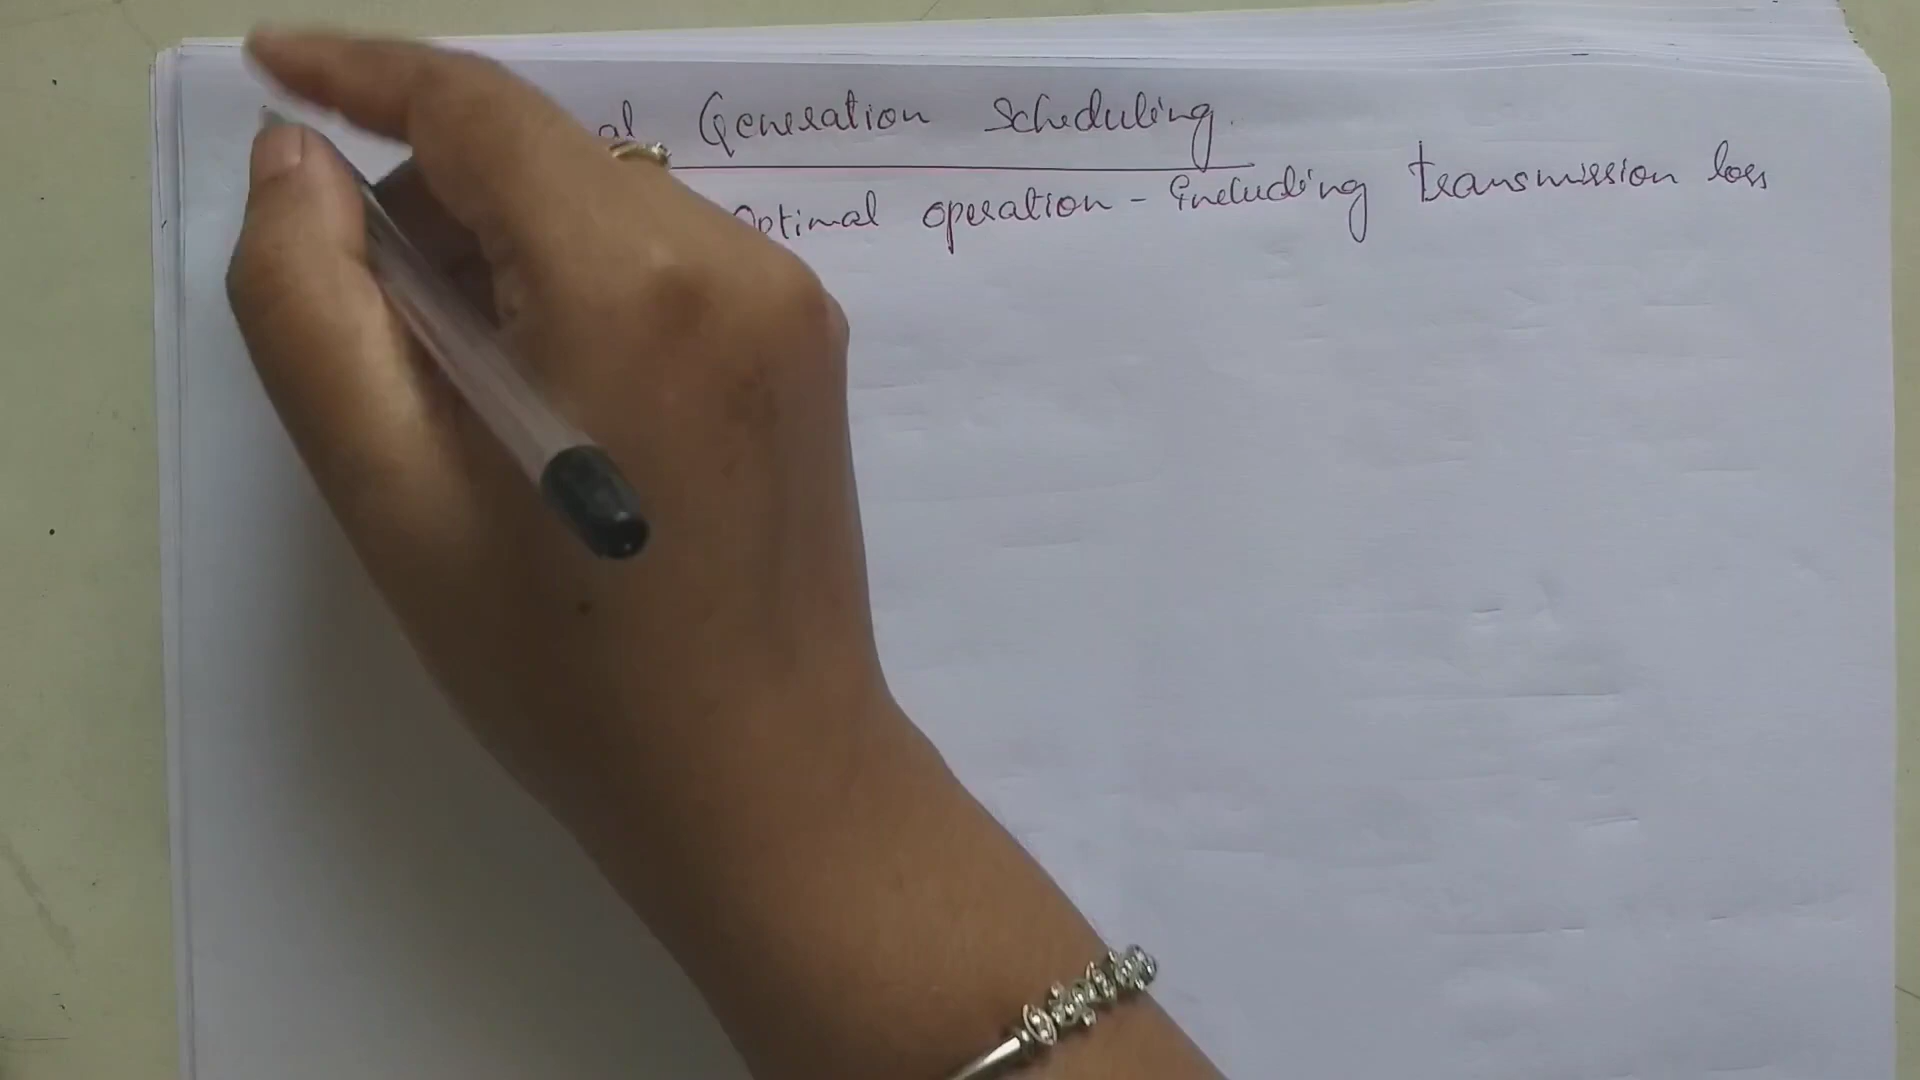 Generation Scheduling.
Optimal operation - Including transmission loss